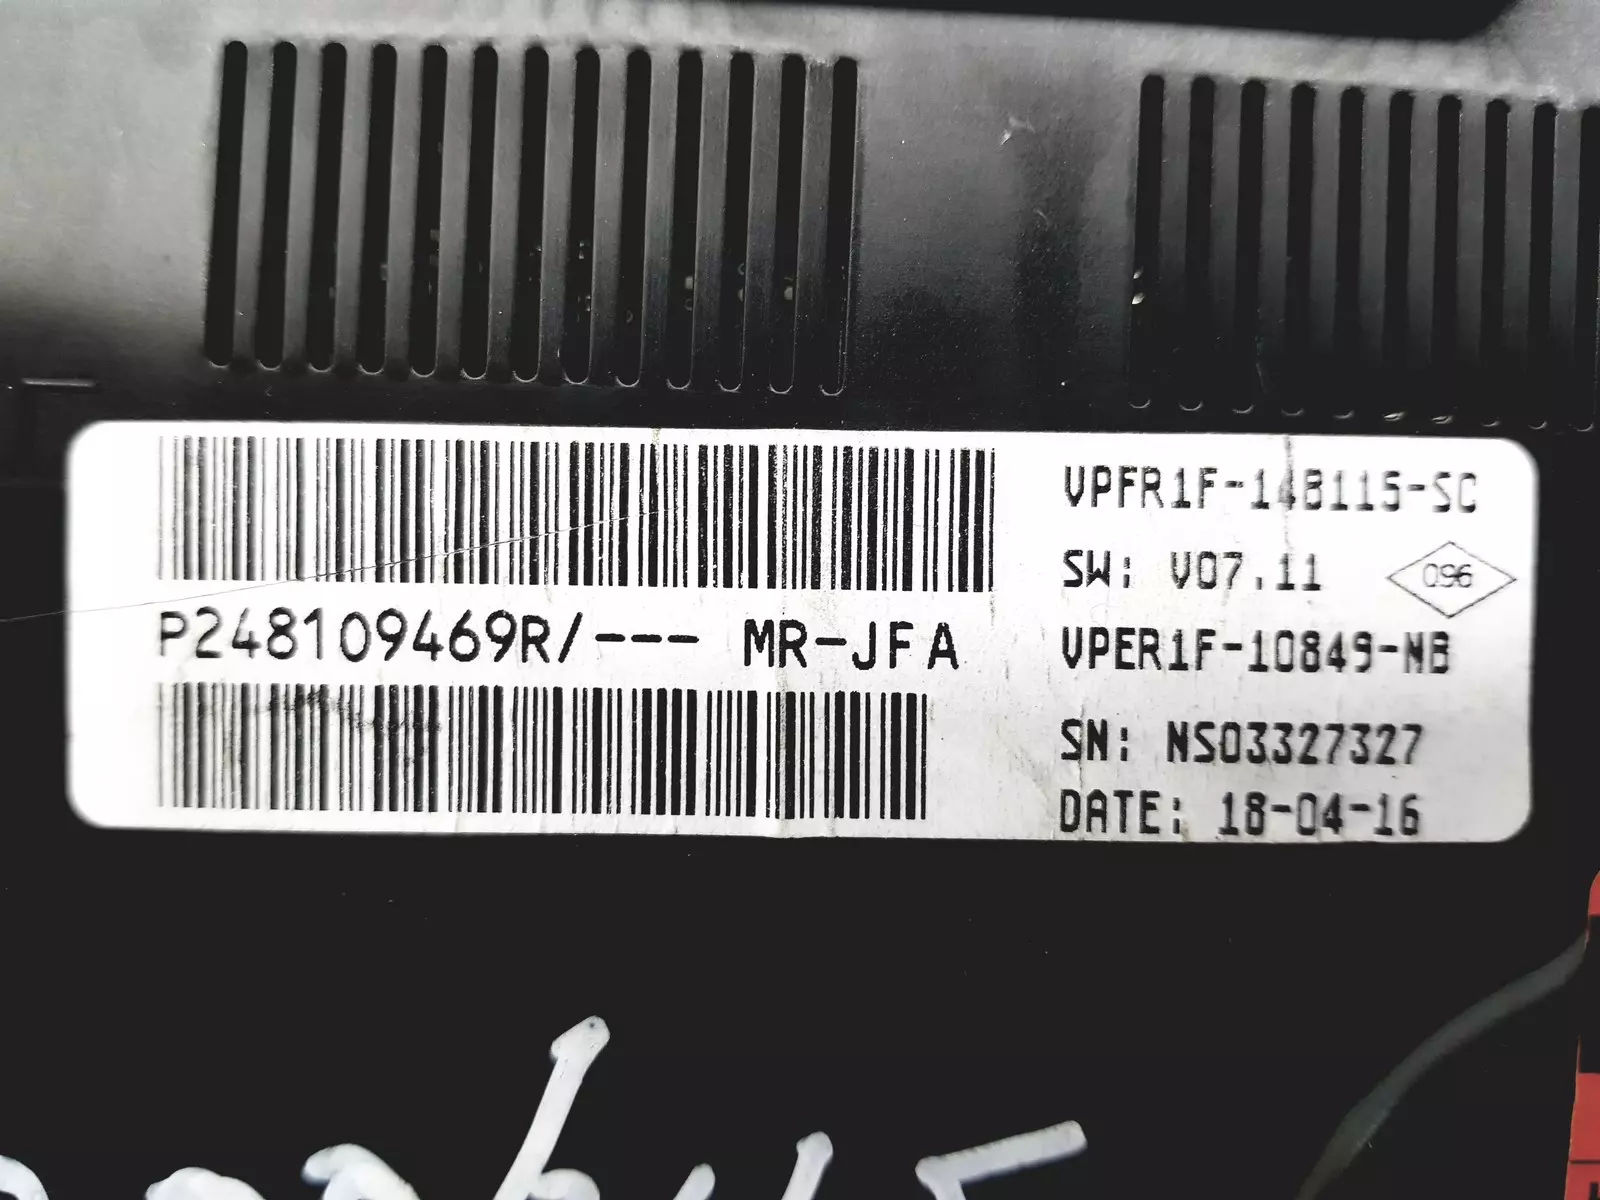 VPFR1F-14B115-SC
SW: V07.11
096
P248109469R/--- MR-JFA
VPER1F-10849-NB
SN: NS03327327
DATE: 18-04-16